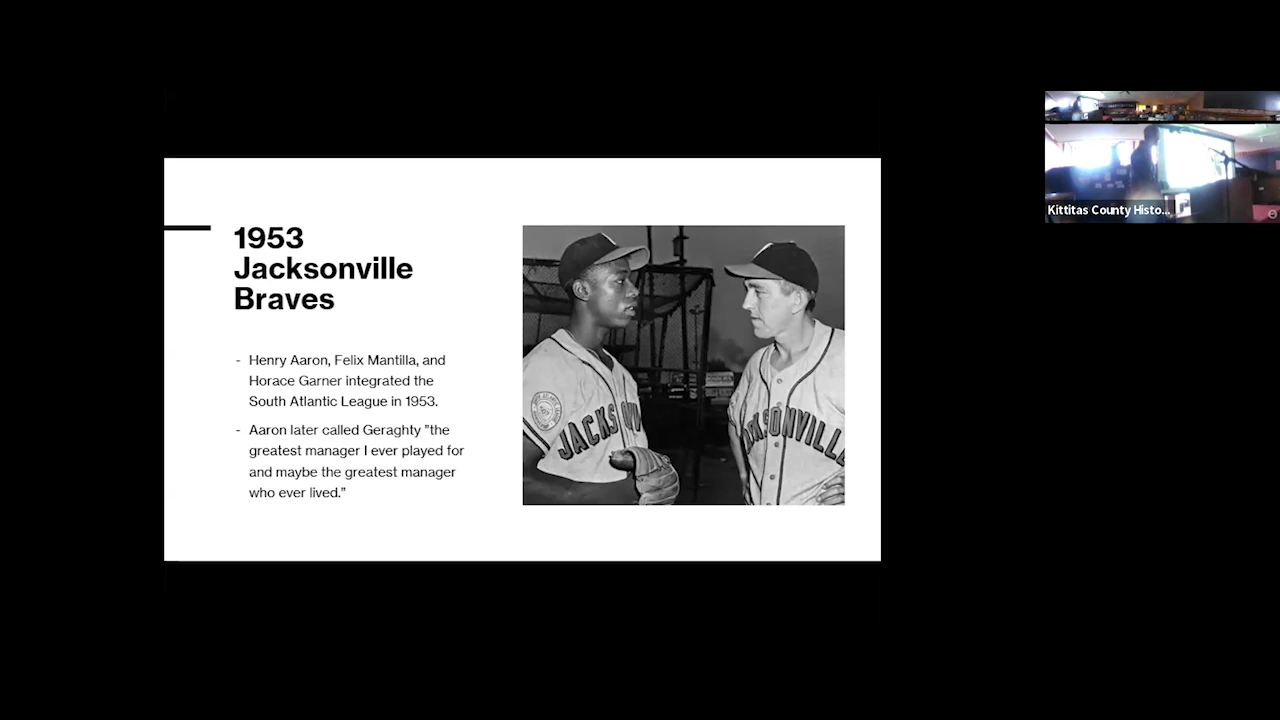 1953
Jacksonville
Braves
- Henry Aaron, Felix Mantilla, and
Horace Garner integrated the
South Atlantic League in 1953.
- Aaron later called Geraghty "the
greatest manager I ever played for
and maybe the greatest manager
who ever lived."
JACKSONV
CKSONVILL
Kittitas County Histo...